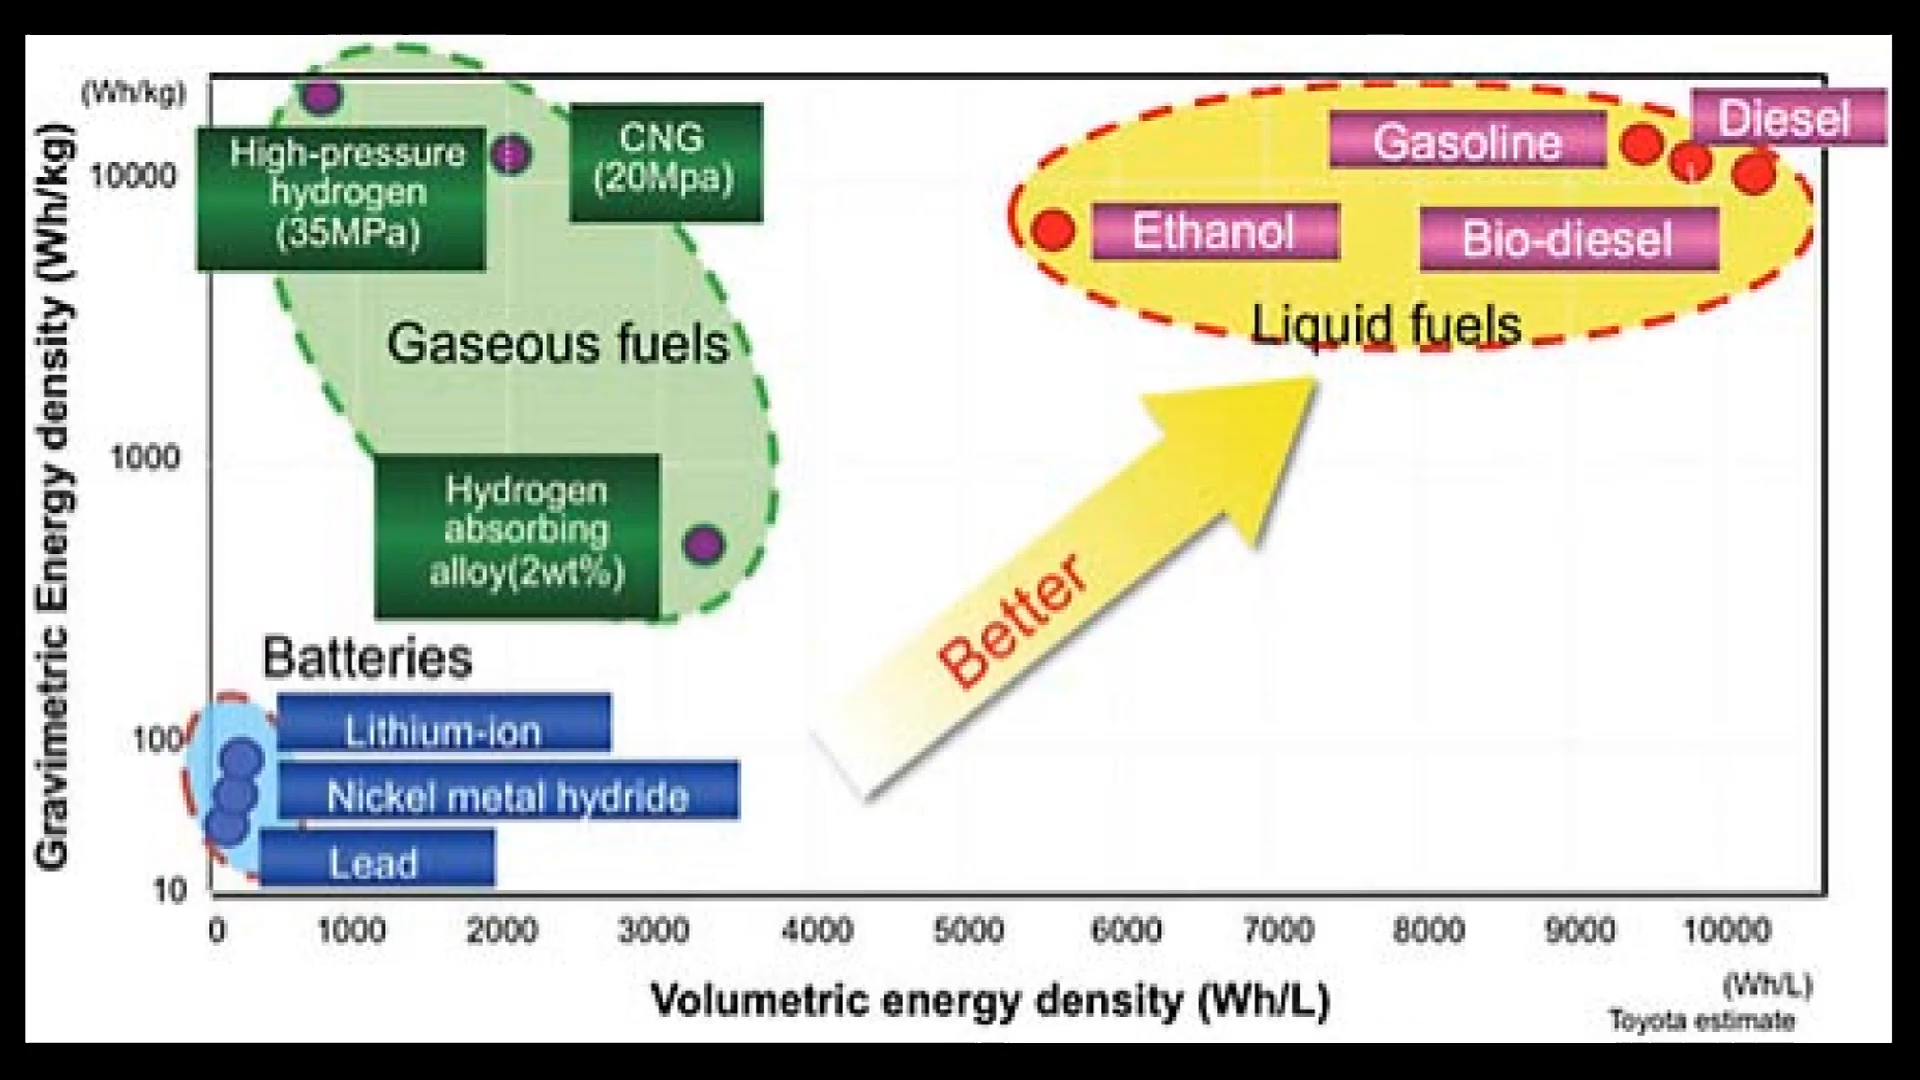 (Wh/kg)
Gravimetric Energy density (Wh/kg)
10000
1000
100
10
High-pressure
hydrogen
(35MPa)
CNG
(20Mpa)
Gaseous fuels
Hydrogen
absorbing
alloy(2wt%)
Batteries
Lithium-ion
Nickel metal hydride
Lead
Diesel
Gasoline
Ethanol
Bio-diesel
Liquid fuels
Better
0 1000 2000 3000 4000 5000 6000 7000 8000 9000 10000
Volumetric energy density (Wh/L)
(Wh/L)
Toyota estimate